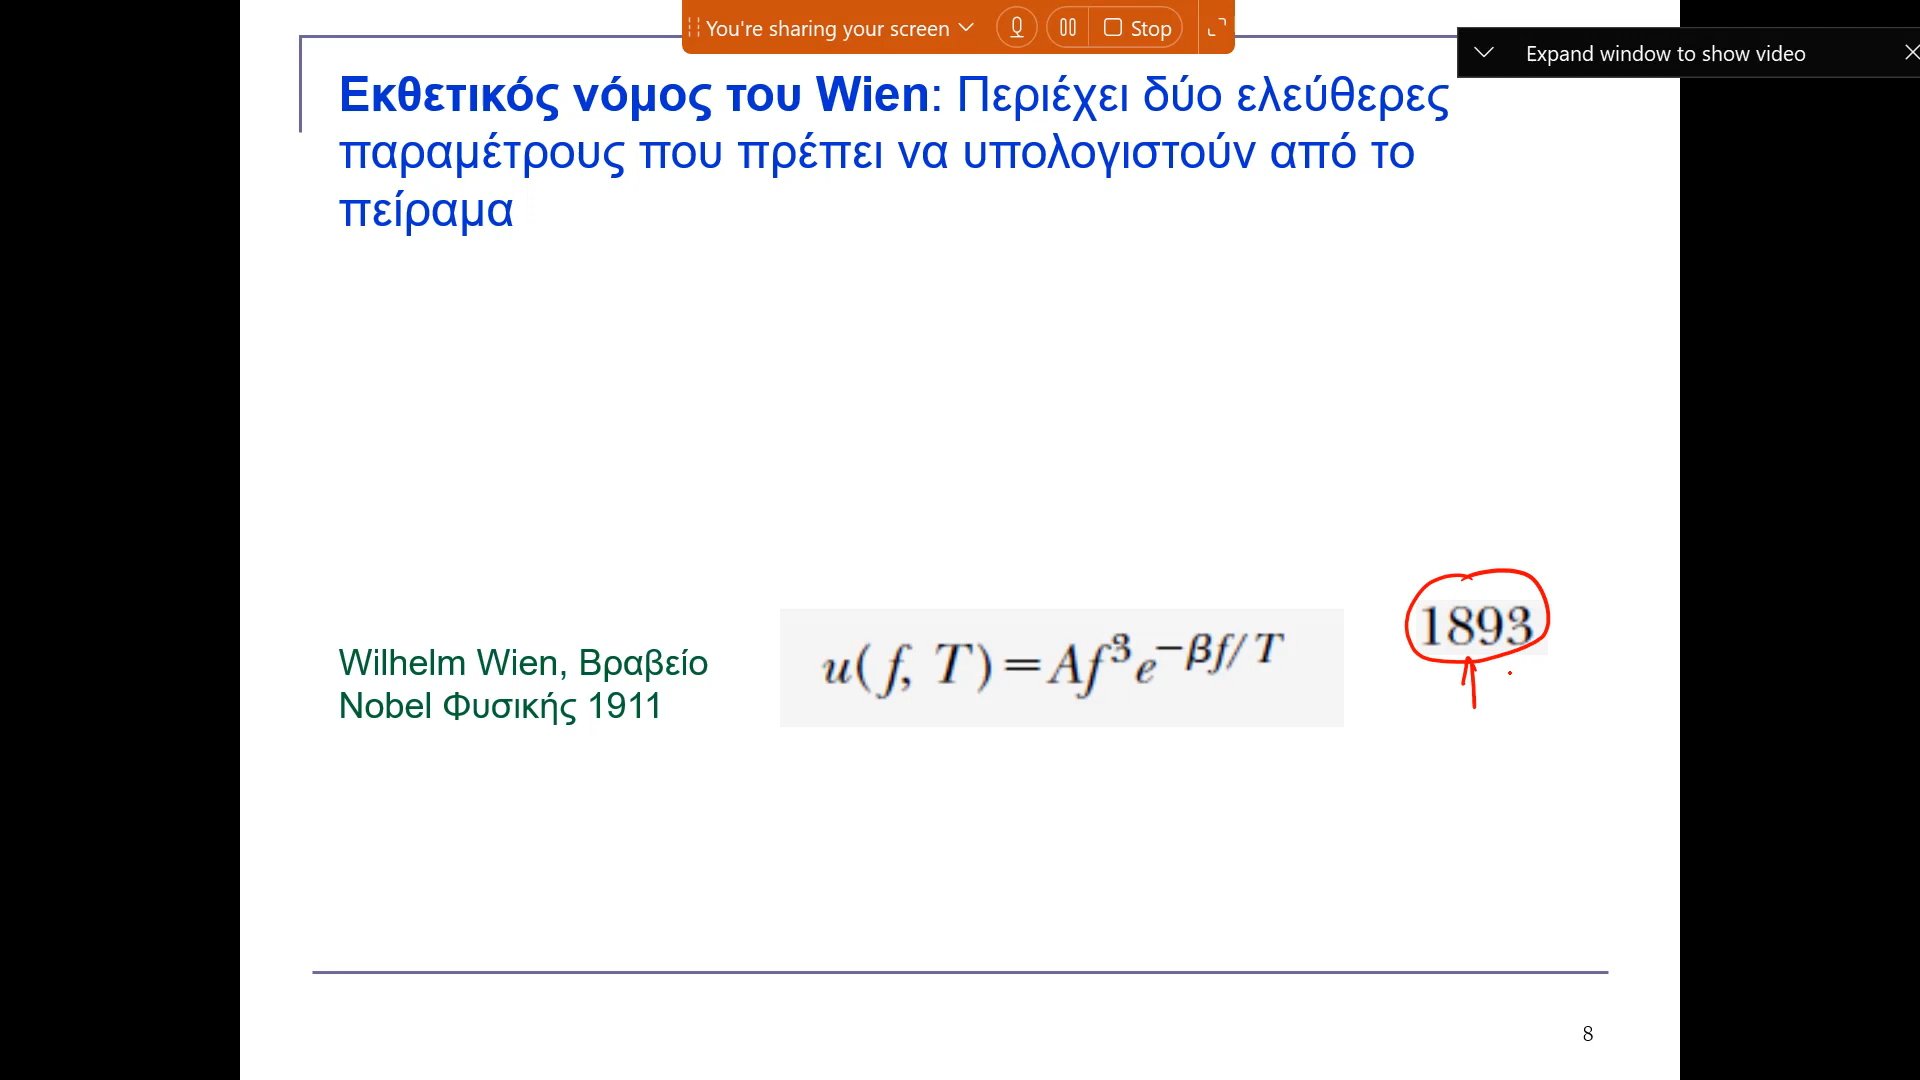 You're sharing your screen
Stop
Expand window to show video
Εκθετικός νόμος του Wien: Περιέχει δύο ελεύθερες
παραμέτρους που πρέπει να υπολογιστούν από το
πείραμα
1893
u(f, T)=Af³e^{−βf/T}
Wilhelm Wien, Βραβείο
Nobel Φυσικής 1911
8